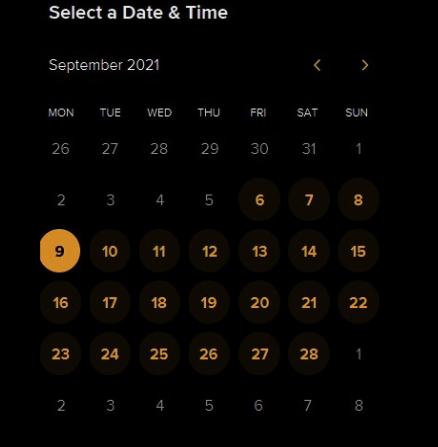 Select a Date & Time
September 2021
MON TUE WED THU FRI SAT SUN
26 27 28 29 30 31 1
2 3 4 5 6 7 8
9 10 11 12 13 14 15
16 17 18 19 20 21 22
23 24 25 26 27 28 1
2 3 4 5 6 7 8